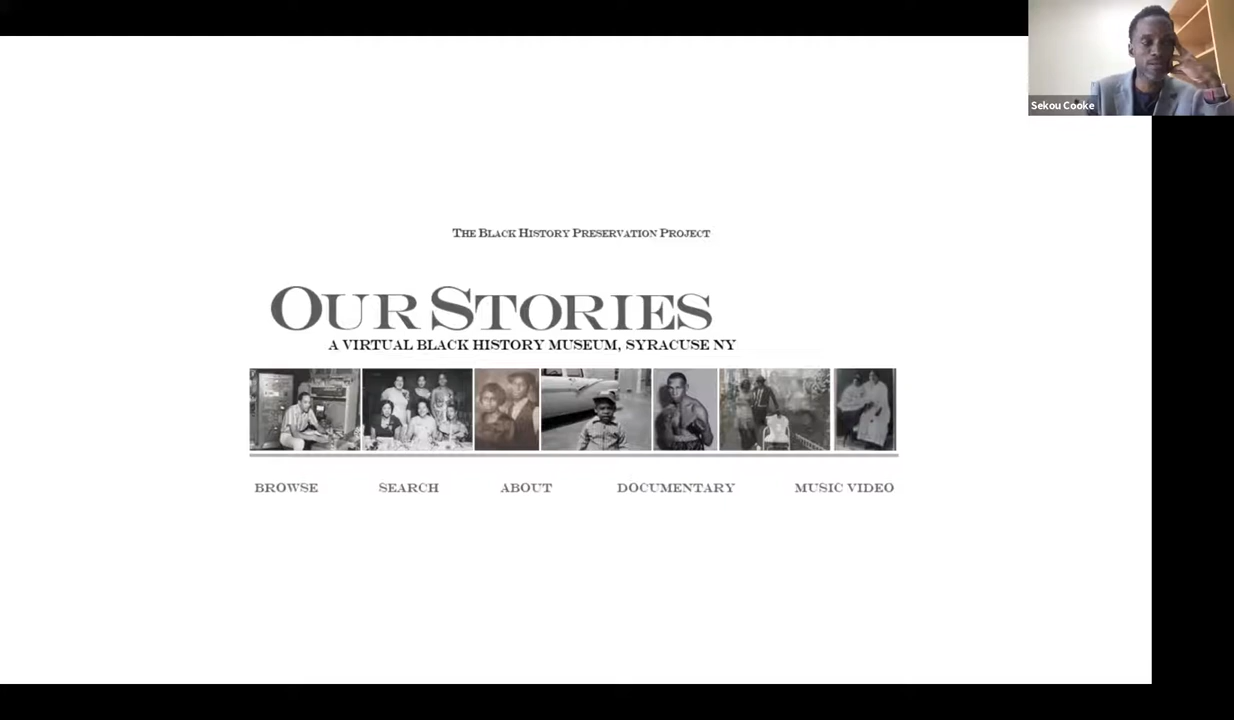 Sekou Cooke
The Black History Preservation Project
Our Stories
A VIRTUAL BLACK HISTORY MUSEUM, SYRACUSE NY
BROWSE
SEARCH
ABOUT
DOCUMENTARY
MUSIC VIDEO